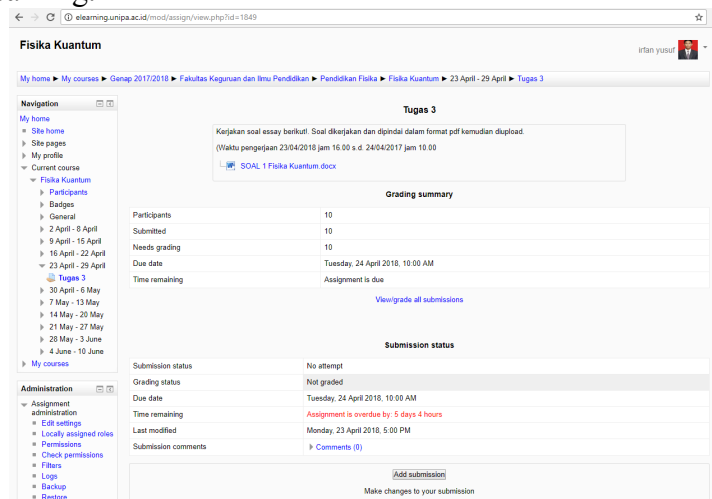 elearning.unipa.ac.id/mod/assign/view.php?id=1849
Fisika Kuantum
irfan yusuf
My home ► My courses ► Genap 2017/2018 ► Fakultas Keguruan dan Ilmu Pendidikan ► Pendidikan Fisika ► Fisika Kuantum ► 23 April - 29 April ► Tugas 3
Navigation
My home
Site home
Site pages
My profile
Current course
Fisika Kuantum
Participants
Badges
General
2 April - 8 April
9 April - 15 April
16 April - 22 April
23 April - 29 April
Tugas 3
30 April - 6 May
7 May - 13 May
14 May - 20 May
21 May - 27 May
28 May - 3 June
4 June - 10 June
My courses
Administration
Assignment
administration
Edit settings
Locally assigned roles
Permissions
Check permissions
Filters
Logs
Backup
Restore
Tugas 3
Kerjakan soal essay berikut!. Soal dikerjakan dan dipindai dalam format pdf kemudian diupload.
(Waktu pengerjaan 23/04/2018 jam 16.00 s.d. 24/04/2017 jam 10.00
SOAL 1 Fisika Kuantum.docx
Grading summary
Participants 10
Submitted 10
Needs grading 10
Due date Tuesday, 24 April 2018, 10:00 AM
Time remaining Assignment is due
View/grade all submissions
Submission status
Submission status No attempt
Grading status Not graded
Due date Tuesday, 24 April 2018, 10:00 AM
Time remaining Assignment is overdue by: 5 days 4 hours
Last modified Monday, 23 April 2018, 5:00 PM
Submission comments Comments (0)
Add submission
Make changes to your submission